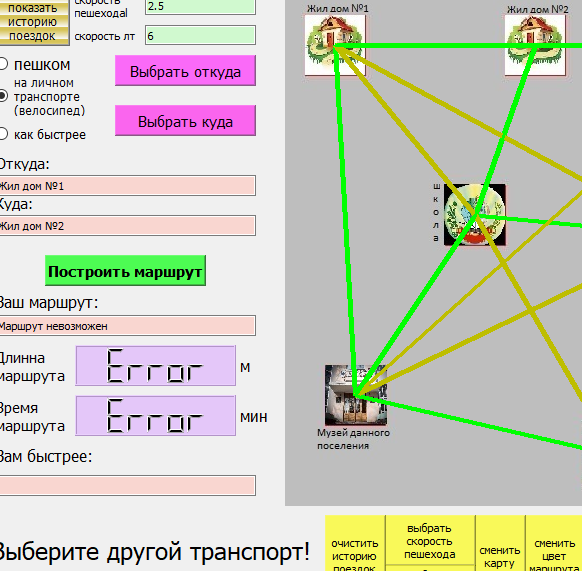 показать
историю
поездок
скорость
пешеходаl
2.5
скорость лт
6
пешком
на личном
транспорте
(велосипед)
как быстрее
Выбрать откуда
Выбрать куда
Откуда:
Жил дом №1
Куда:
Жил дом №2
Построить маршрут
Ваш маршрут:
Маршрут невозможен
Длинна
маршрута
Error
м
Время
маршрута
Error
мин
Вам быстрее:
Выберите другой транспорт!
Жил дом №1
Жил дом №2
школа
Музей данного
поселения
очистить
историю
поездок
выбрать
скорость
пешехода
сменить
карту
сменить
цвет
маршрута